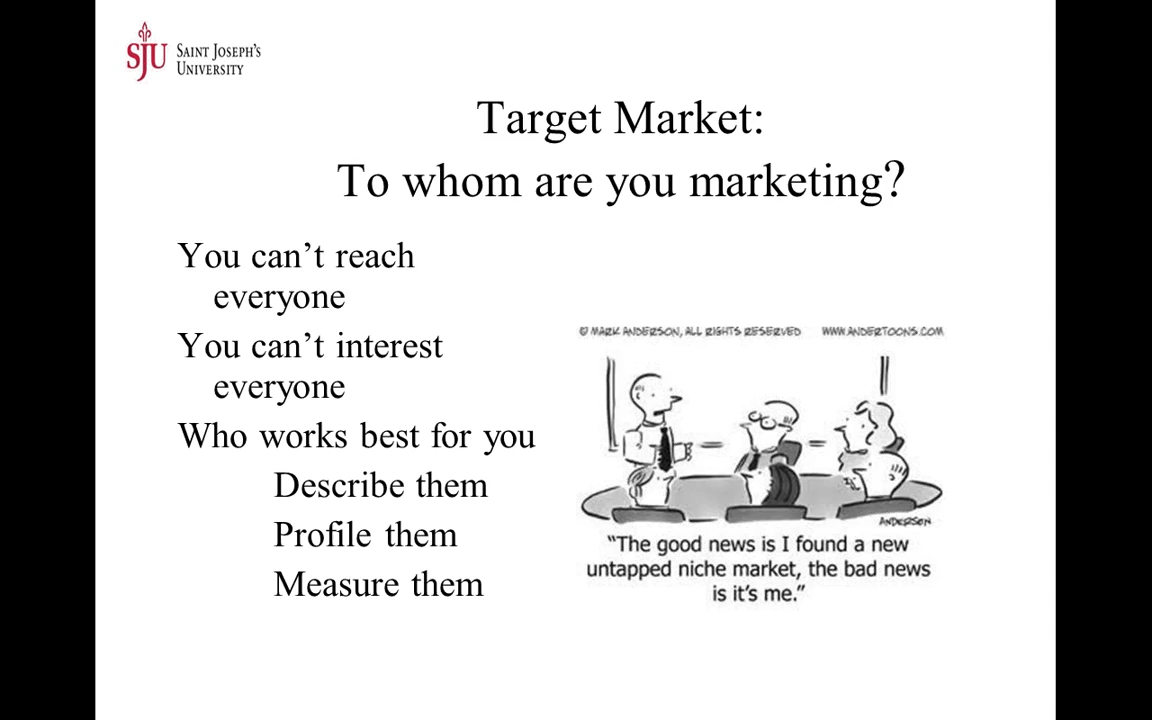 SJU
SAINT JOSEPH'S
UNIVERSITY
Target Market:
To whom are you marketing?
You can’t reach
everyone
You can’t interest
everyone
Who works best for you
Describe them
Profile them
Measure them
© MARK ANDERSON, ALL RIGHTS RESERVED WWW.ANDERTOONS.COM
ANDERSON
"The good news is I found a new
untapped niche market, the bad news
is it's me."